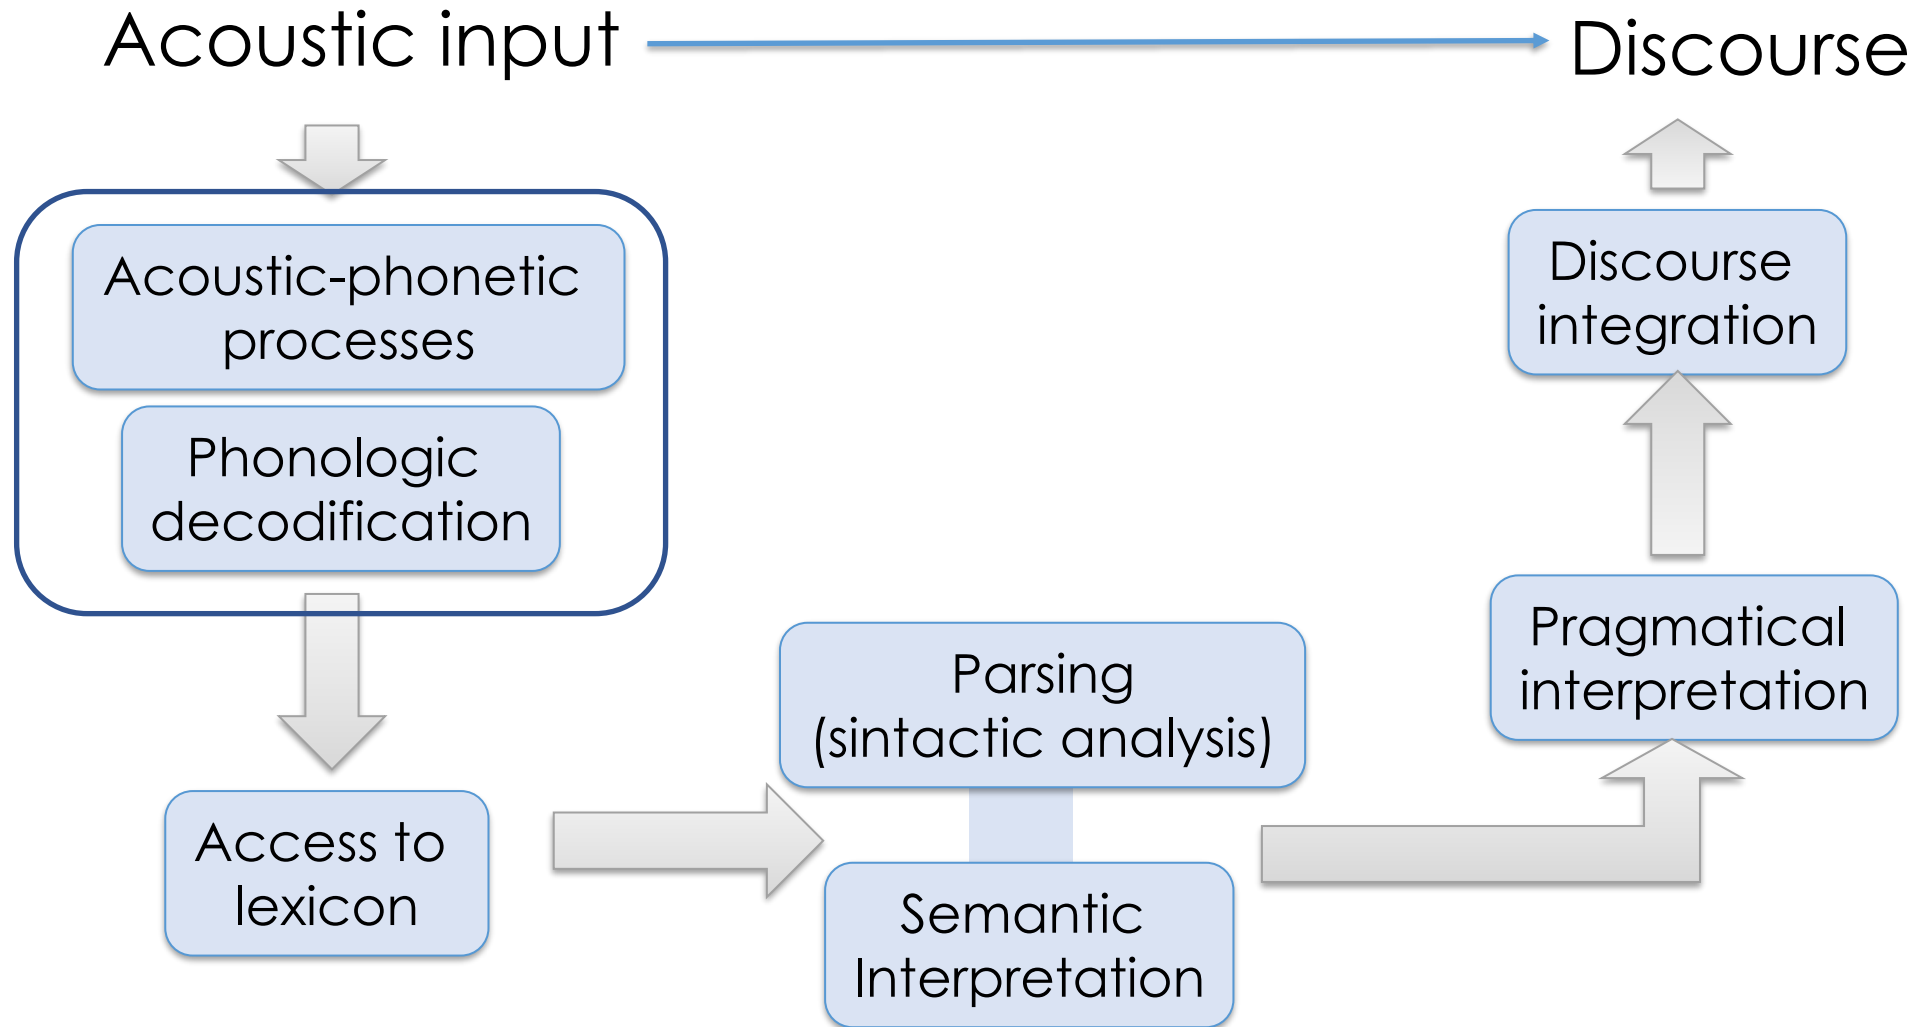 Acoustic input
Discourse
Acoustic-phonetic
processes
Phonologic
decodification
Access to
lexicon
Parsing
(sintactic analysis)
Semantic
Interpretation
Pragmatical
interpretation
Discourse
integration